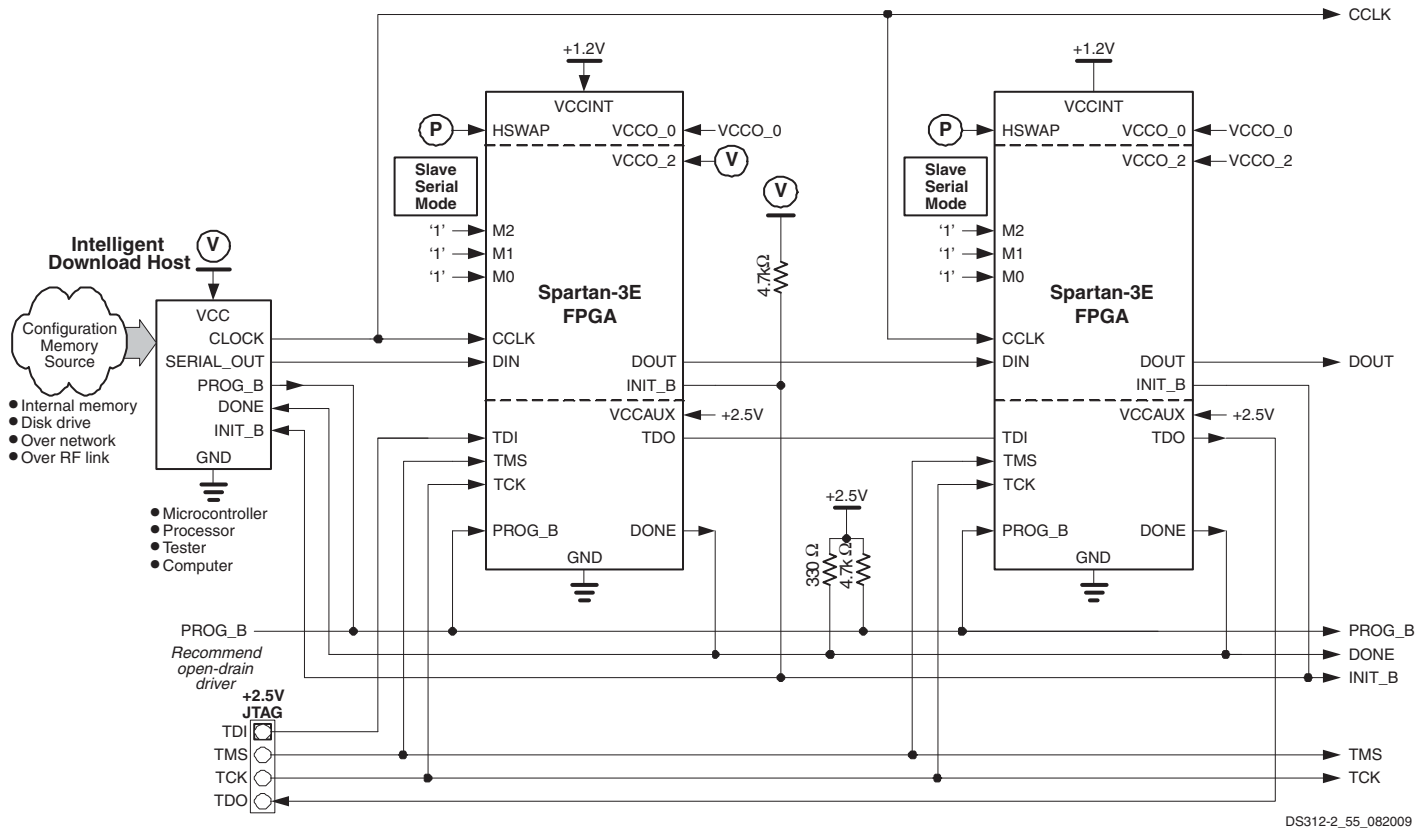 CCLK
+1.2V
+1.2V
VCCINT
VCCINT
P
HSWAP
VCCO_0
VCCO_0
P
HSWAP
VCCO_0
VCCO_0
VCCO_2
V
VCCO_2
VCCO_2
Slave
Serial
Mode
Slave
Serial
Mode
V
'1'
M2
'1'
M1
'1'
M0
'1'
M2
'1'
M1
'1'
M0
Intelligent
Download Host
V
4.7kΩ
Spartan-3E
FPGA
Spartan-3E
FPGA
Configuration
Memory
Source
VCC
CLOCK
SERIAL_OUT
PROG_B
DONE
INIT_B
GND
CCLK
DIN
DOUT
INIT_B
CCLK
DIN
DOUT
INIT_B
DOUT
● Internal memory
● Disk drive
● Over network
● Over RF link
VCCAUX
+2.5V
VCCAUX
+2.5V
TDI
TDO
TDI
TDO
TMS
TMS
TCK
TCK
● Microcontroller
● Processor
● Tester
● Computer
+2.5V
PROG_B
DONE
PROG_B
DONE
330 Ω
4.7k Ω
GND
GND
PROG_B
PROG_B
Recommend
open-drain
driver
DONE
INIT_B
+2.5V
JTAG
TDI
TMS
TMS
TCK
TCK
TDO
DS312-2_55_082009